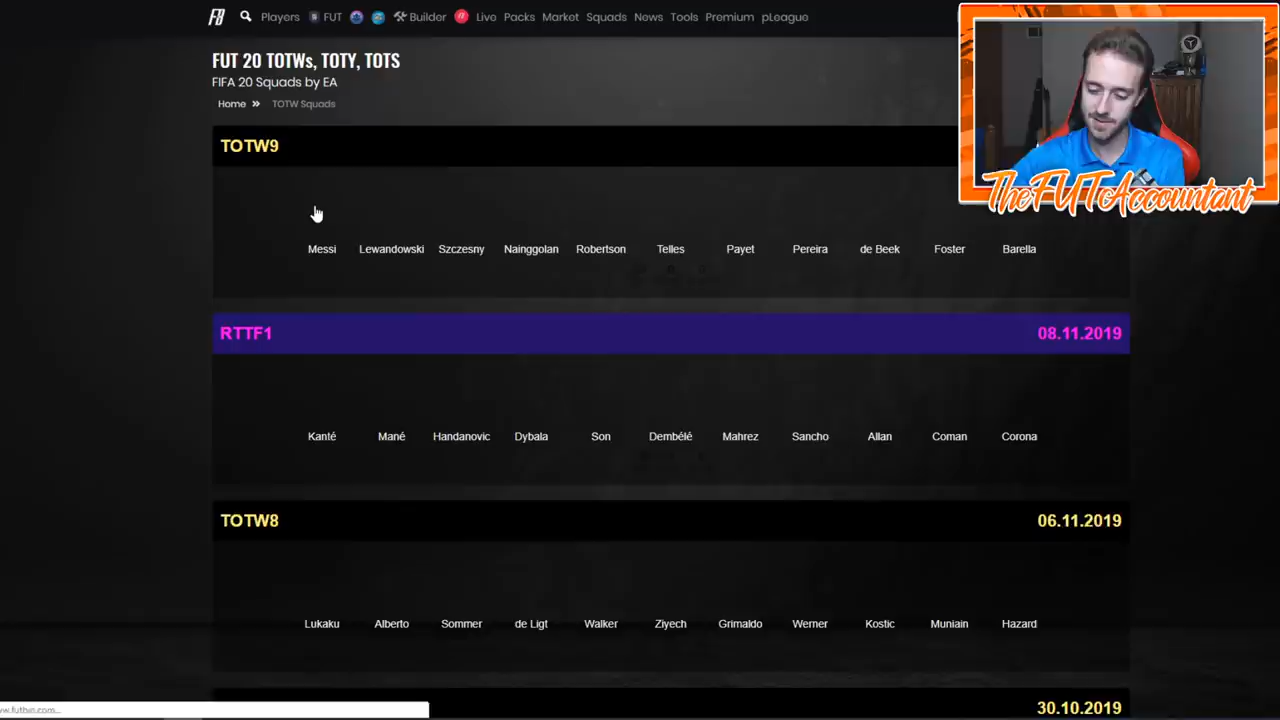 FB Players FUT Builder Live Packs Market Squads News Tools Premium pLeague
FUT 20 TOTWs, TOTY, TOTS
FIFA 20 Squads by EA
Home » TOTW Squads
TheFUTAccountant
TOTW9
Messi Lewandowski Szczesny Nainggolan Robertson Telles Payet Pereira de Beek Foster Barella
RTTF1 08.11.2019
Kanté Mané Handanovic Dybala Son Dembélé Mahrez Sancho Allan Coman Corona
TOTW8 06.11.2019
Lukaku Alberto Sommer de Ligt Walker Ziyech Grimaldo Werner Kostic Muniain Hazard
30.10.2019